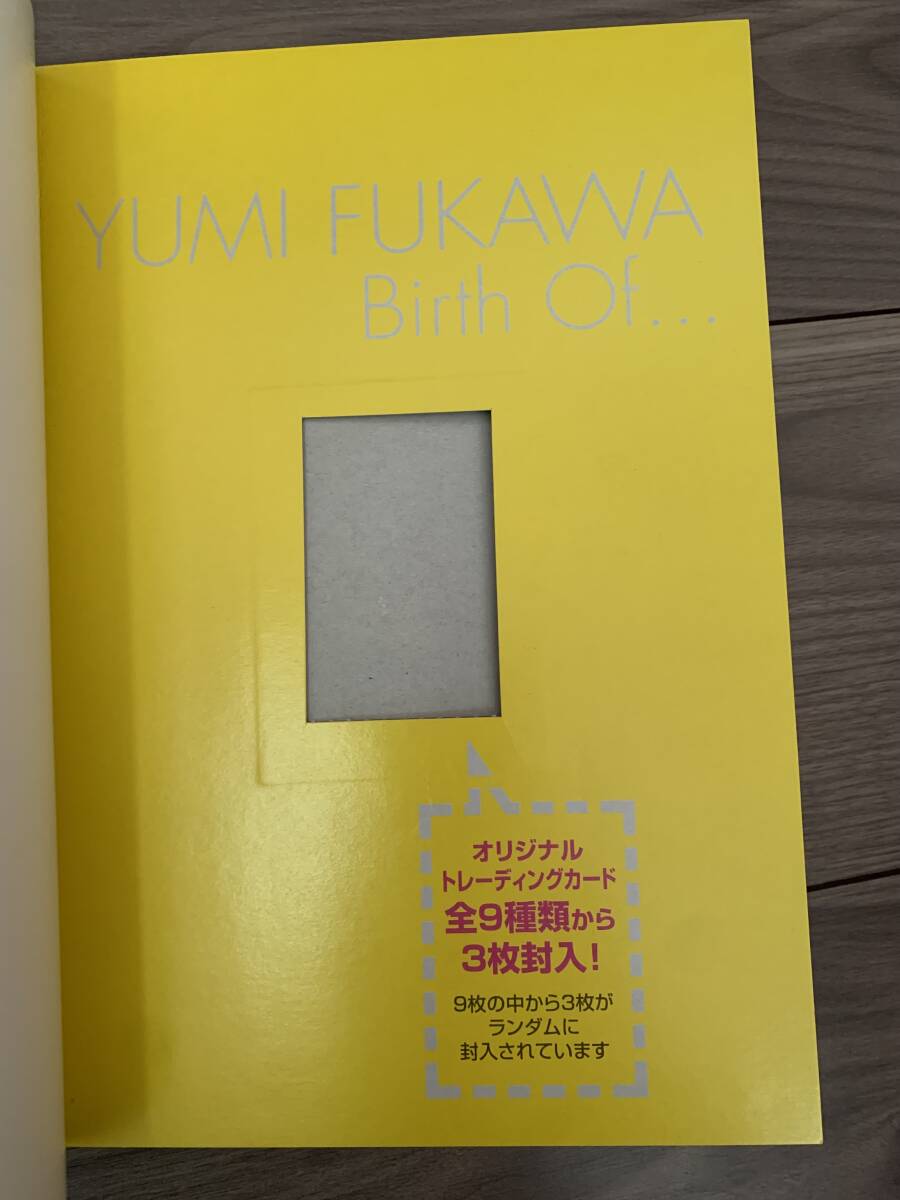 YUMI FUKAWA
Birth Of...
オリジナル
トレーディングカード
全9種類から
3枚封入!
9枚の中から3枚が
ランダムに
封入されています